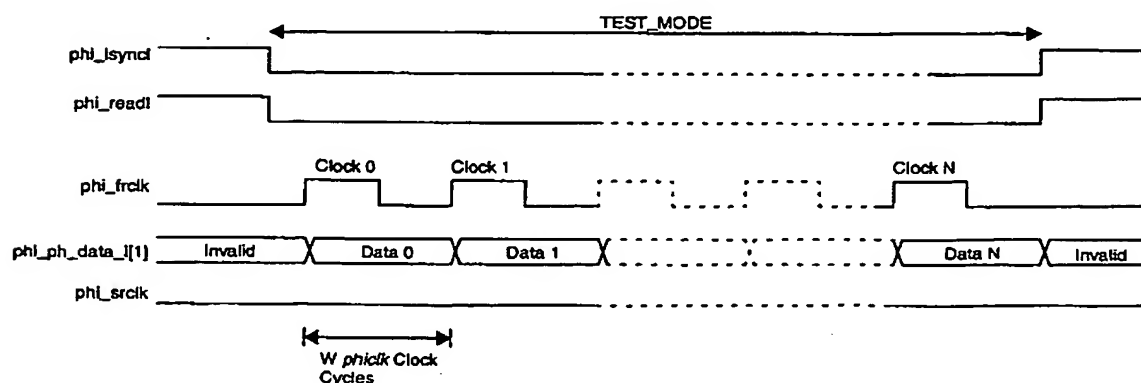 TEST_MODE
phi_lsyncl
phi_readl
Clock 0 Clock 1 Clock N
phi_frclk
phi_ph_data_i[1] Invalid Data 0 Data 1 Data N Invalid
phi_srclk
W phiclk Clock
Cycles